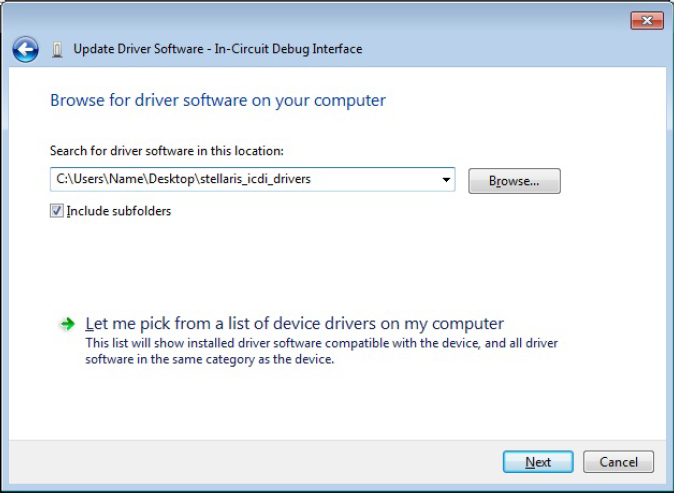 Update Driver Software - In-Circuit Debug Interface
Browse for driver software on your computer
Search for driver software in this location:
C:\Users\Name\Desktop\stellaris_icdi_drivers
Browse...
Include subfolders
Let me pick from a list of device drivers on my computer
This list will show installed driver software compatible with the device, and all driver
software in the same category as the device.
Next
Cancel